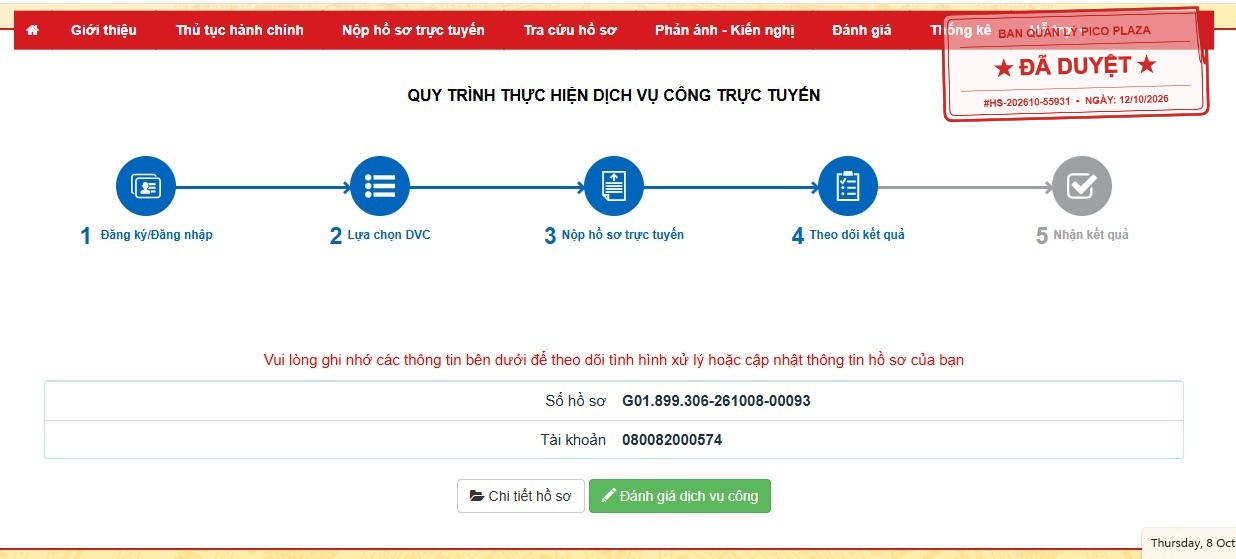 Giới thiệu Thủ tục hành chính Nộp hồ sơ trực tuyến Tra cứu hồ sơ Phản ánh - Kiến nghị Đánh giá Thống kê
BAN QUẢN LÝ PICO PLAZA
★ ĐÃ DUYỆT ★
#HS-202610-55931 • NGÀY: 12/10/2026
QUY TRÌNH THỰC HIỆN DỊCH VỤ CÔNG TRỰC TUYẾN
1 Đăng ký/Đăng nhập 2 Lựa chọn DVC 3 Nộp hồ sơ trực tuyến 4 Theo dõi kết quả 5 Nhận kết quả
Vui lòng ghi nhớ các thông tin bên dưới để theo dõi tình hình xử lý hoặc cập nhật thông tin hồ sơ của bạn
Số hồ sơ G01.899.306-261008-00093
Tài khoản 080082000574
Chi tiết hồ sơ Đánh giá dịch vụ công
Thursday, 8 Oct